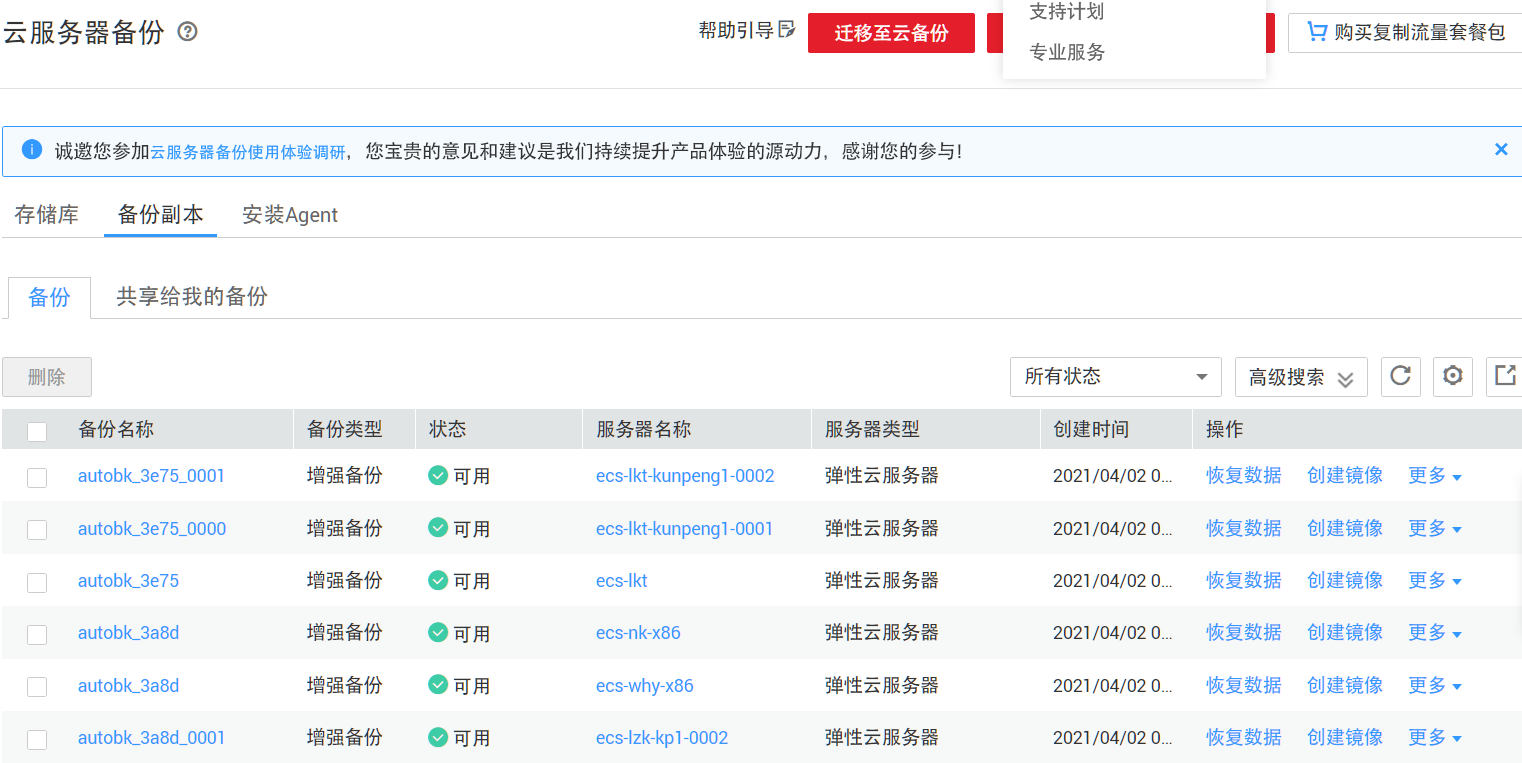 云服务器备份 ?
帮助引导 迁移至云备份 支持计划 购买复制流量套餐包
专业服务
诚邀您参加云服务器备份使用体验调研，您宝贵的意见和建议是我们持续提升产品体验的源动力，感谢您的参与!
存储库 备份副本 安装Agent
备份 共享给我的备份
删除 所有状态 高级搜索
备份名称 备份类型 状态 服务器名称 服务器类型 创建时间 操作
autobk_3e75_0001 增强备份 可用 ecs-lkt-kunpeng1-0002 弹性云服务器 2021/04/02 0... 恢复数据 创建镜像 更多
autobk_3e75_0000 增强备份 可用 ecs-lkt-kunpeng1-0001 弹性云服务器 2021/04/02 0... 恢复数据 创建镜像 更多
autobk_3e75 增强备份 可用 ecs-lkt 弹性云服务器 2021/04/02 0... 恢复数据 创建镜像 更多
autobk_3a8d 增强备份 可用 ecs-nk-x86 弹性云服务器 2021/04/02 0... 恢复数据 创建镜像 更多
autobk_3a8d 增强备份 可用 ecs-why-x86 弹性云服务器 2021/04/02 0... 恢复数据 创建镜像 更多
autobk_3a8d_0001 增强备份 可用 ecs-lzk-kp1-0002 弹性云服务器 2021/04/02 0... 恢复数据 创建镜像 更多